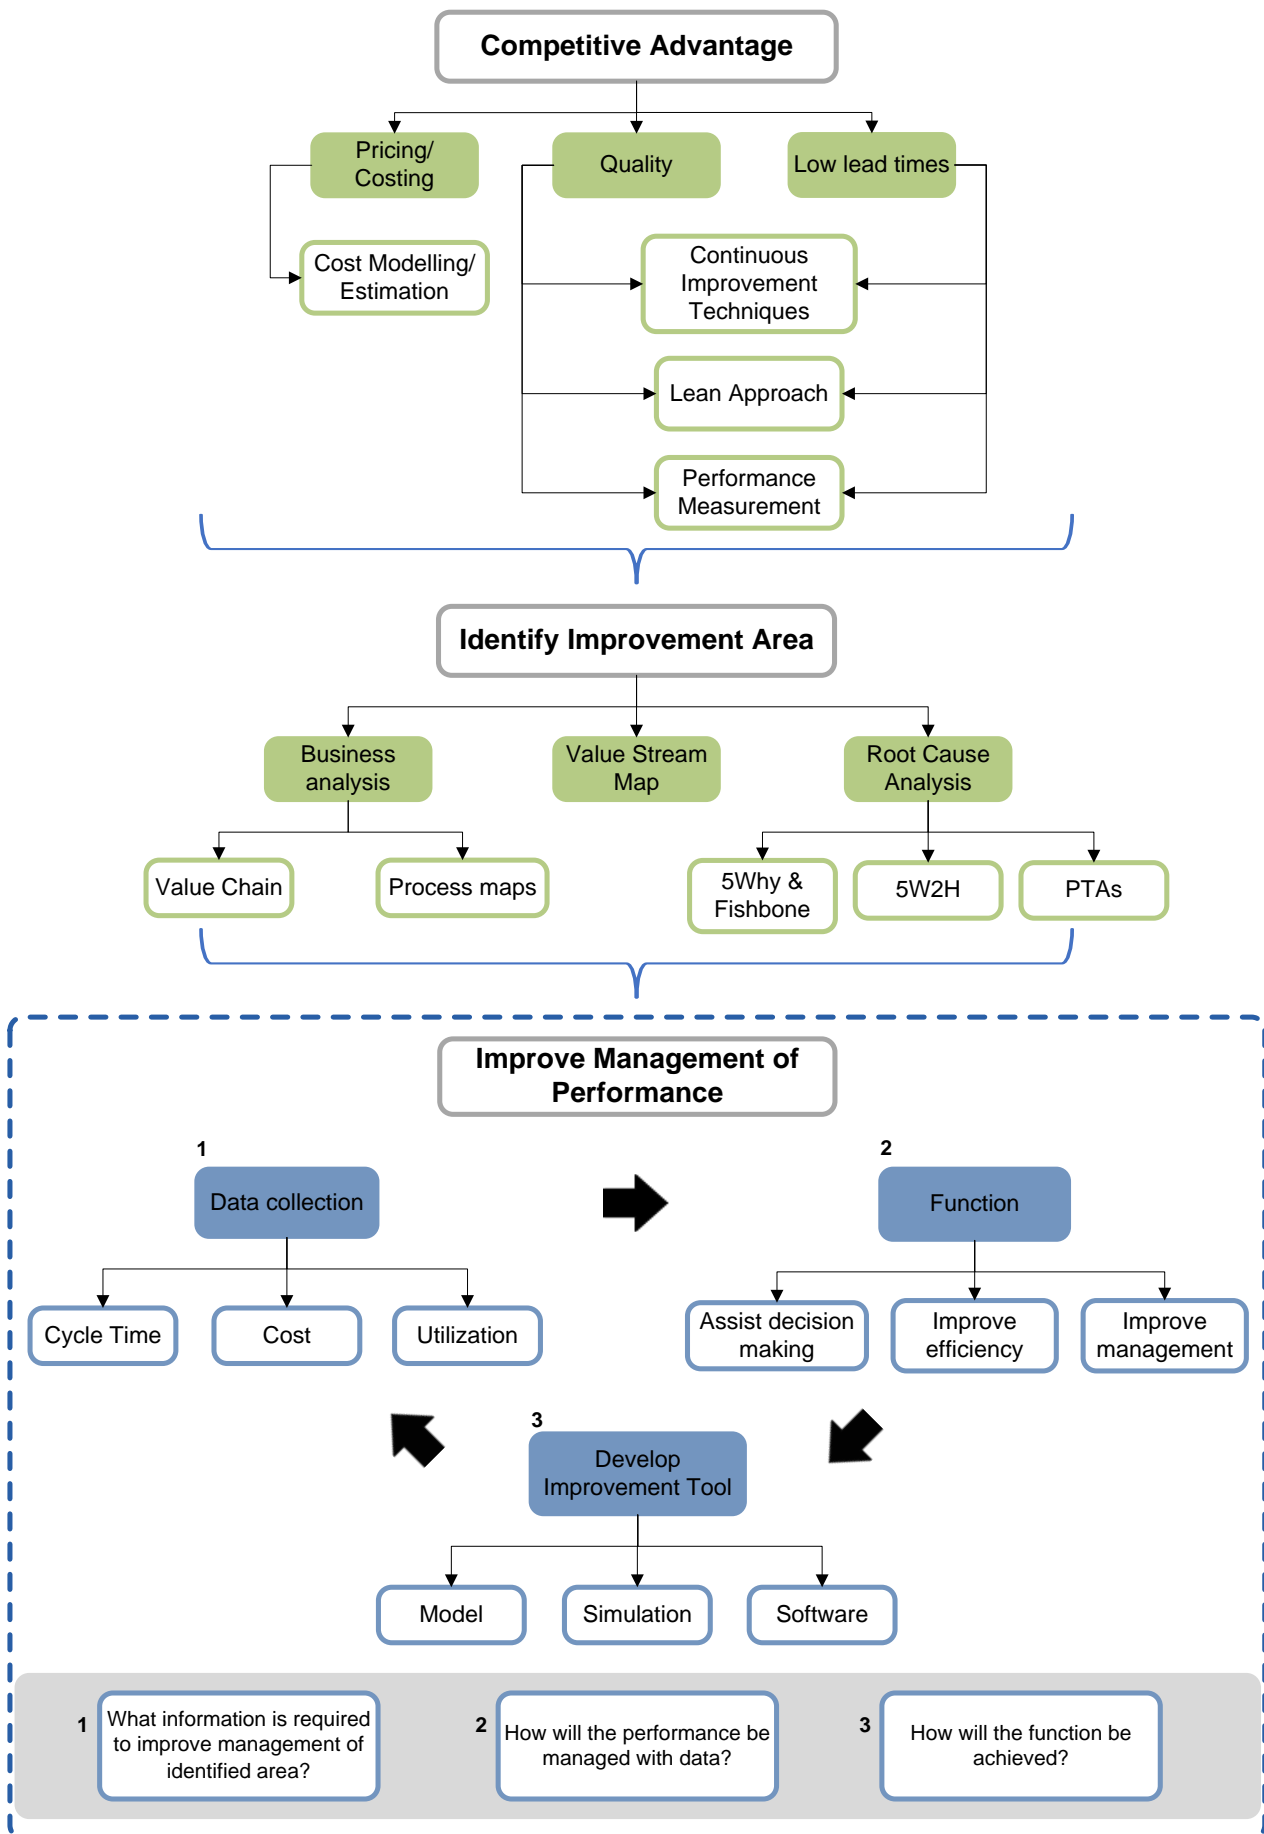 Competitive Advantage
Pricing/
Costing
Quality
Low lead times
Cost Modelling/
Estimation
Continuous
Improvement
Techniques
Lean Approach
Performance
Measurement
Identify Improvement Area
Business
analysis
Value Stream
Map
Root Cause
Analysis
Value Chain
Process maps
5Why &
Fishbone
5W2H
PTAs
Improve Management of
Performance
1
Data collection
2
Function
Cycle Time
Cost
Utilization
Assist decision
making
Improve
efficiency
Improve
management
3
Develop
Improvement Tool
Model
Simulation
Software
1
What information is required
to improve management of
identified area?
2
How will the performance be
managed with data?
3
How will the function be
achieved?